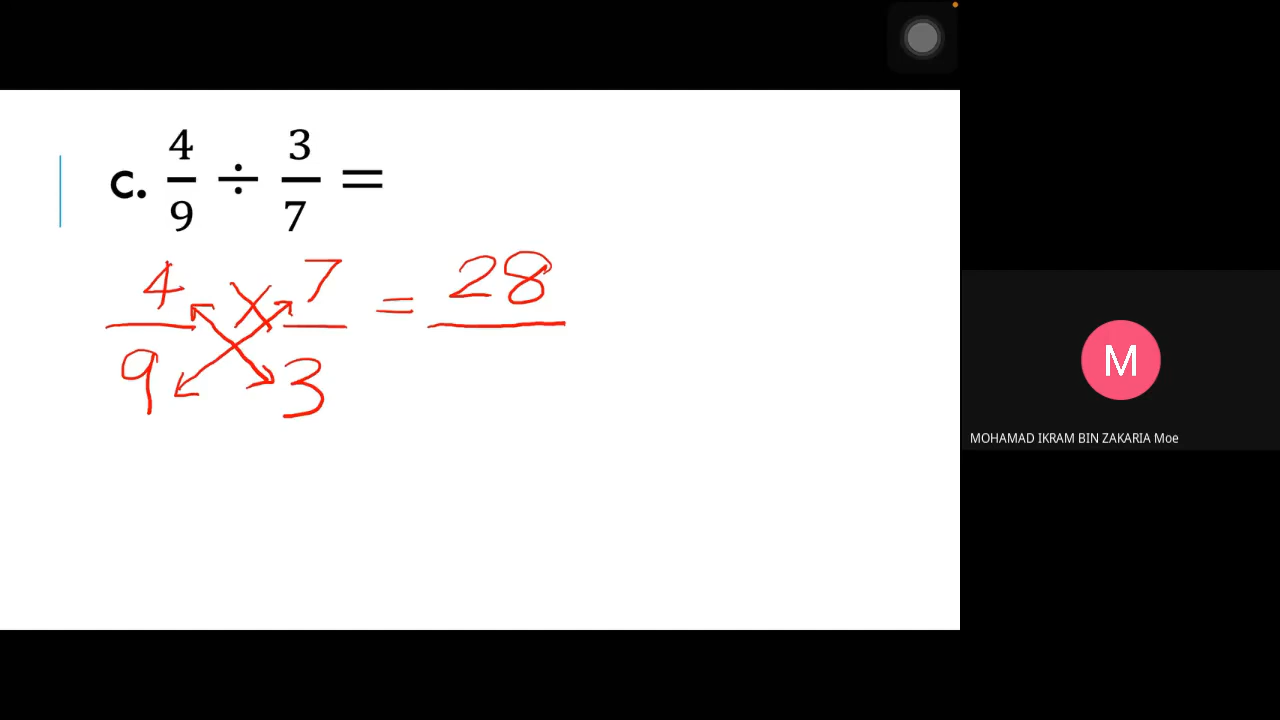 c. 4/9 ÷ 3/7 =
4/9 × 7/3 = 28/
M
MOHAMAD IKRAM BIN ZAKARIA Moe